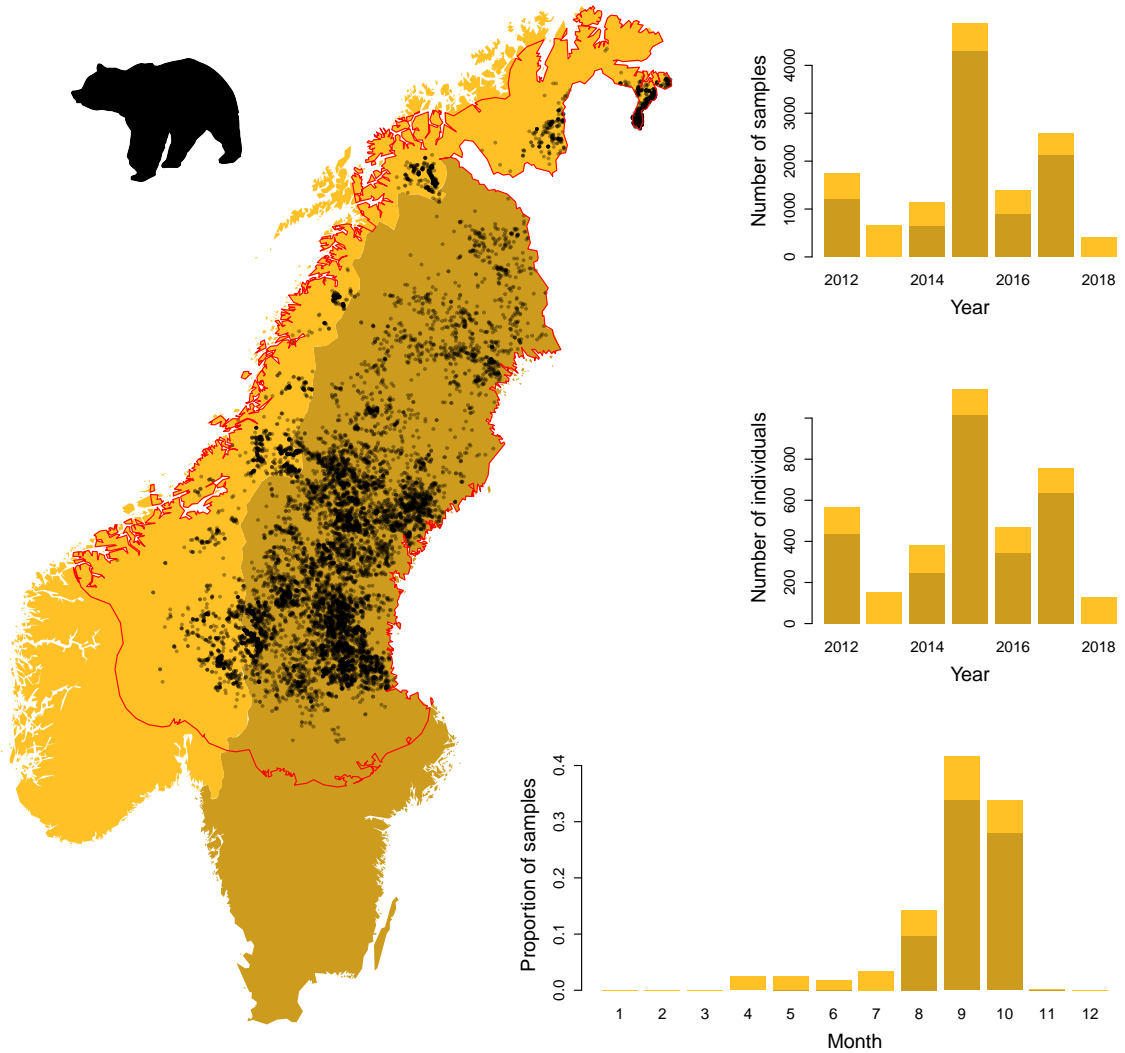 Number of samples
4000
3000
2000
1000
0
2012 2014 2016 2018
Year
Number of individuals
800
600
400
200
0
2012 2014 2016 2018
Year
Proportion of samples
0.4
0.3
0.2
0.1
0.0
1 2 3 4 5 6 7 8 9 10 11 12
Month